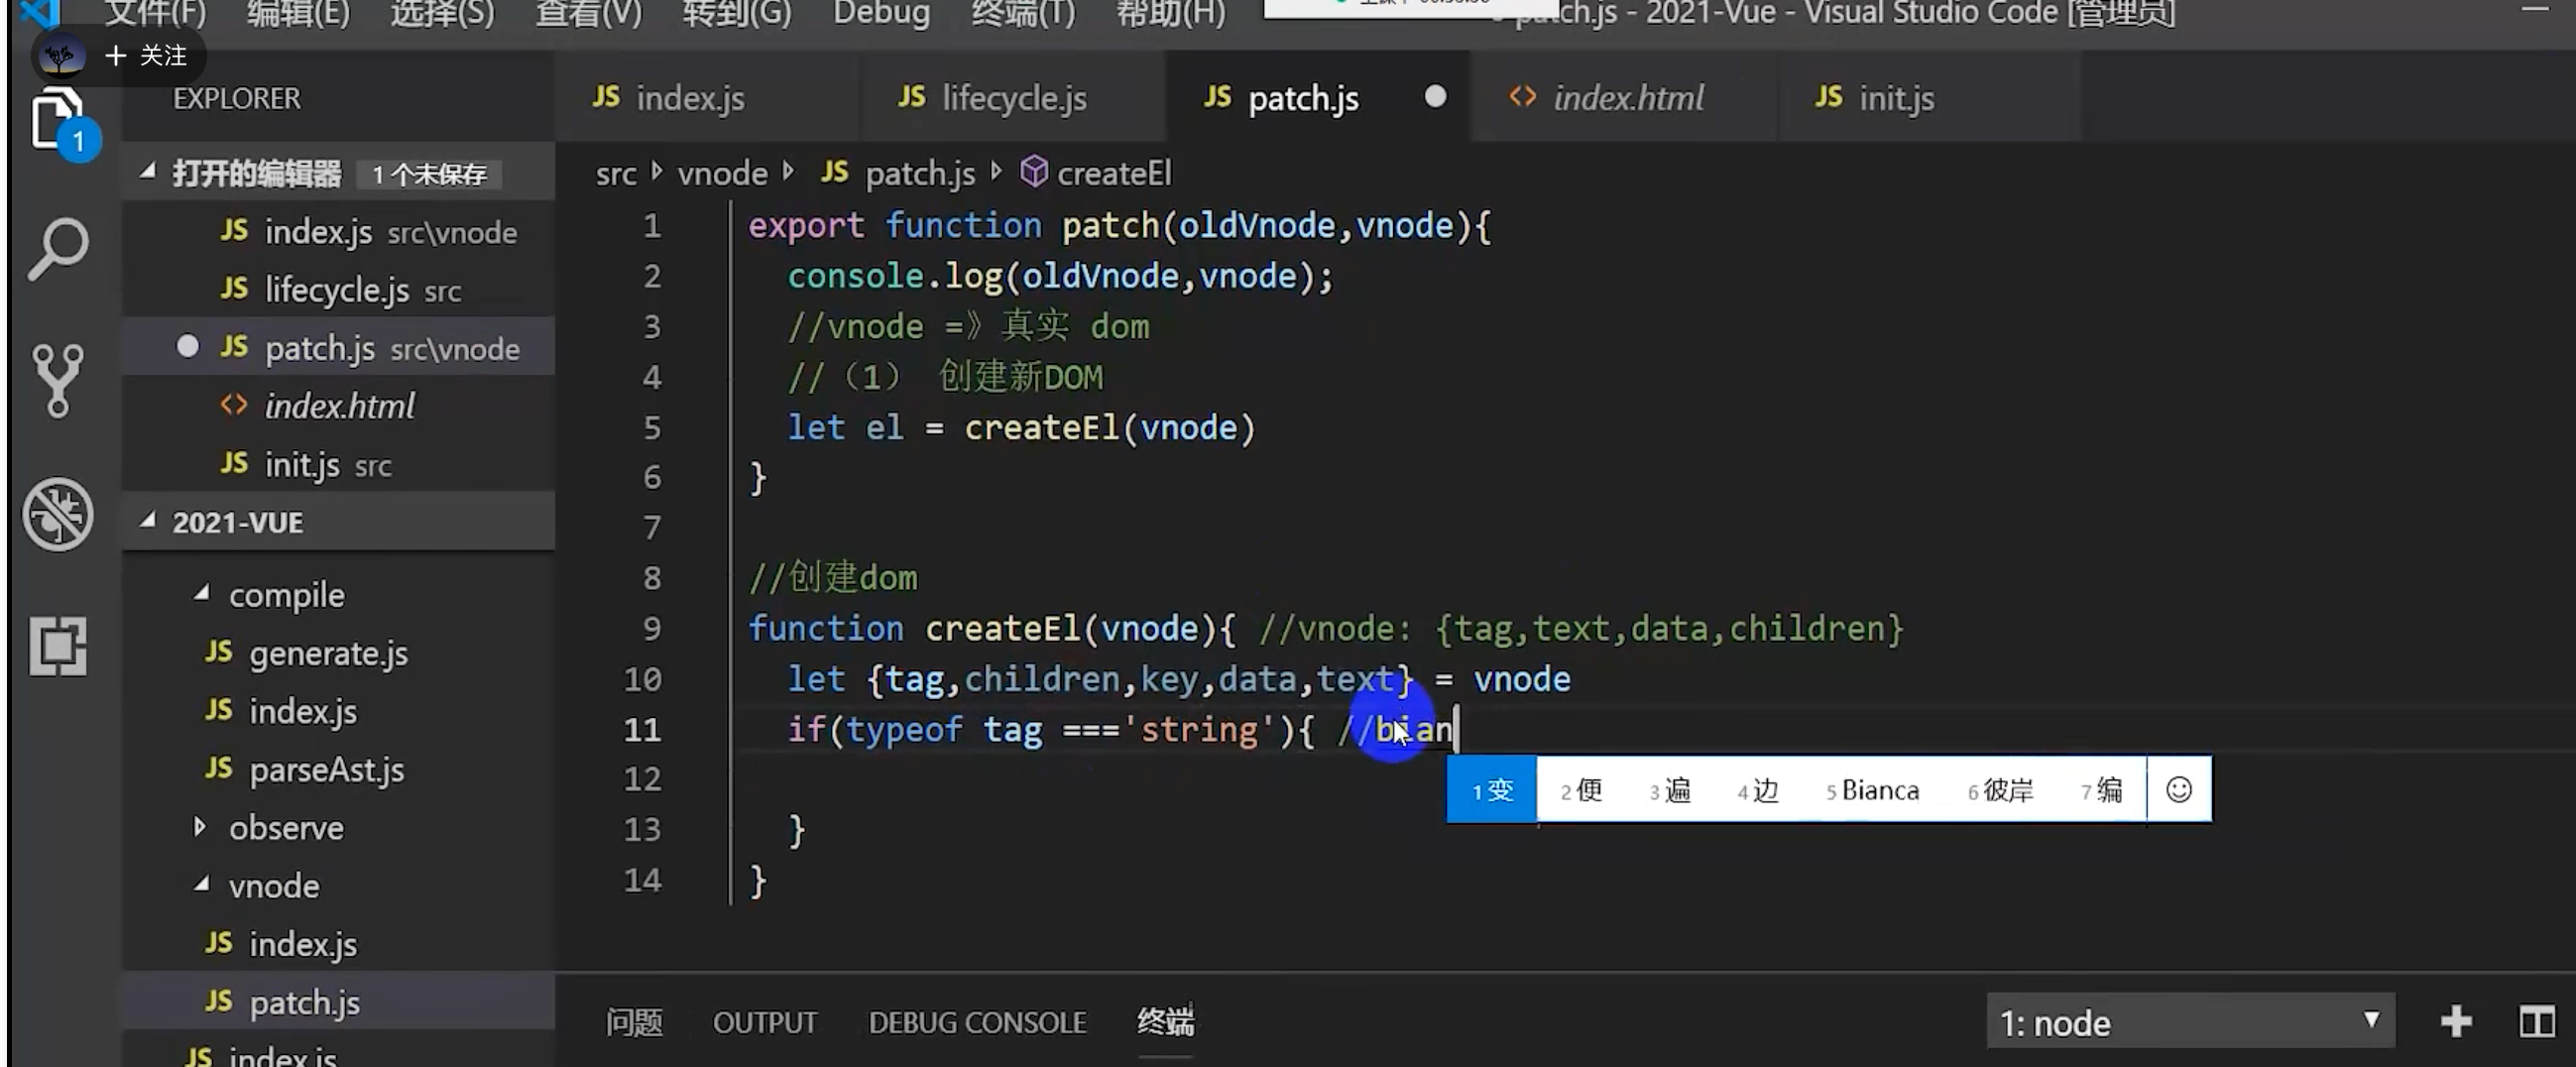 文件(F) 编辑(E) 选择(S) 查看(V) 转到(G) Debug 终端(T) 帮助(H)
patch.js - 2021-Vue - Visual Studio Code [管理员]
+ 关注
EXPLORER
1
打开的编辑器 1 个未保存
JS index.js src\vnode
JS lifecycle.js src
JS patch.js src\vnode
<> index.html
JS init.js src
2021-VUE
compile
JS generate.js
JS index.js
JS parseAst.js
observe
vnode
JS index.js
JS patch.js
JS index.js
JS index.js JS lifecycle.js JS patch.js <> index.html JS init.js
src vnode JS patch.js createEl
1 export function patch(oldVnode,vnode){
2 console.log(oldVnode,vnode);
3 //vnode =》真实 dom
4 //（1） 创建新DOM
5 let el = createEl(vnode)
6 }
7
8 //创建dom
9 function createEl(vnode){ //vnode: {tag,text,data,children}
10 let {tag,children,key,data,text} = vnode
11 if(typeof tag ==='string'){ //bian
1 变 2 便 3 遍 4 边 5 Bianca 6 彼岸 7 编
12
13 }
14 }
问题 OUTPUT DEBUG CONSOLE 终端
1: node